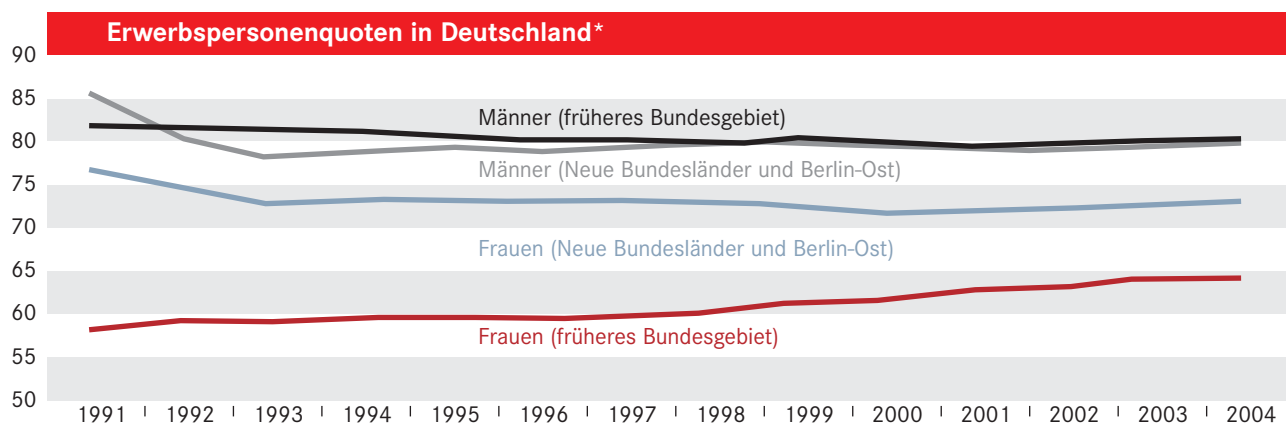 Erwerbspersonenquoten in Deutschland*
90
85
Männer (früheres Bundesgebiet)
80
Männer (Neue Bundesländer und Berlin-Ost)
75
70
Frauen (Neue Bundesländer und Berlin-Ost)
65
60
Frauen (früheres Bundesgebiet)
55
50
1991 1992 1993 1994 1995 1996 1997 1998 1999 2000 2001 2002 2003 2004